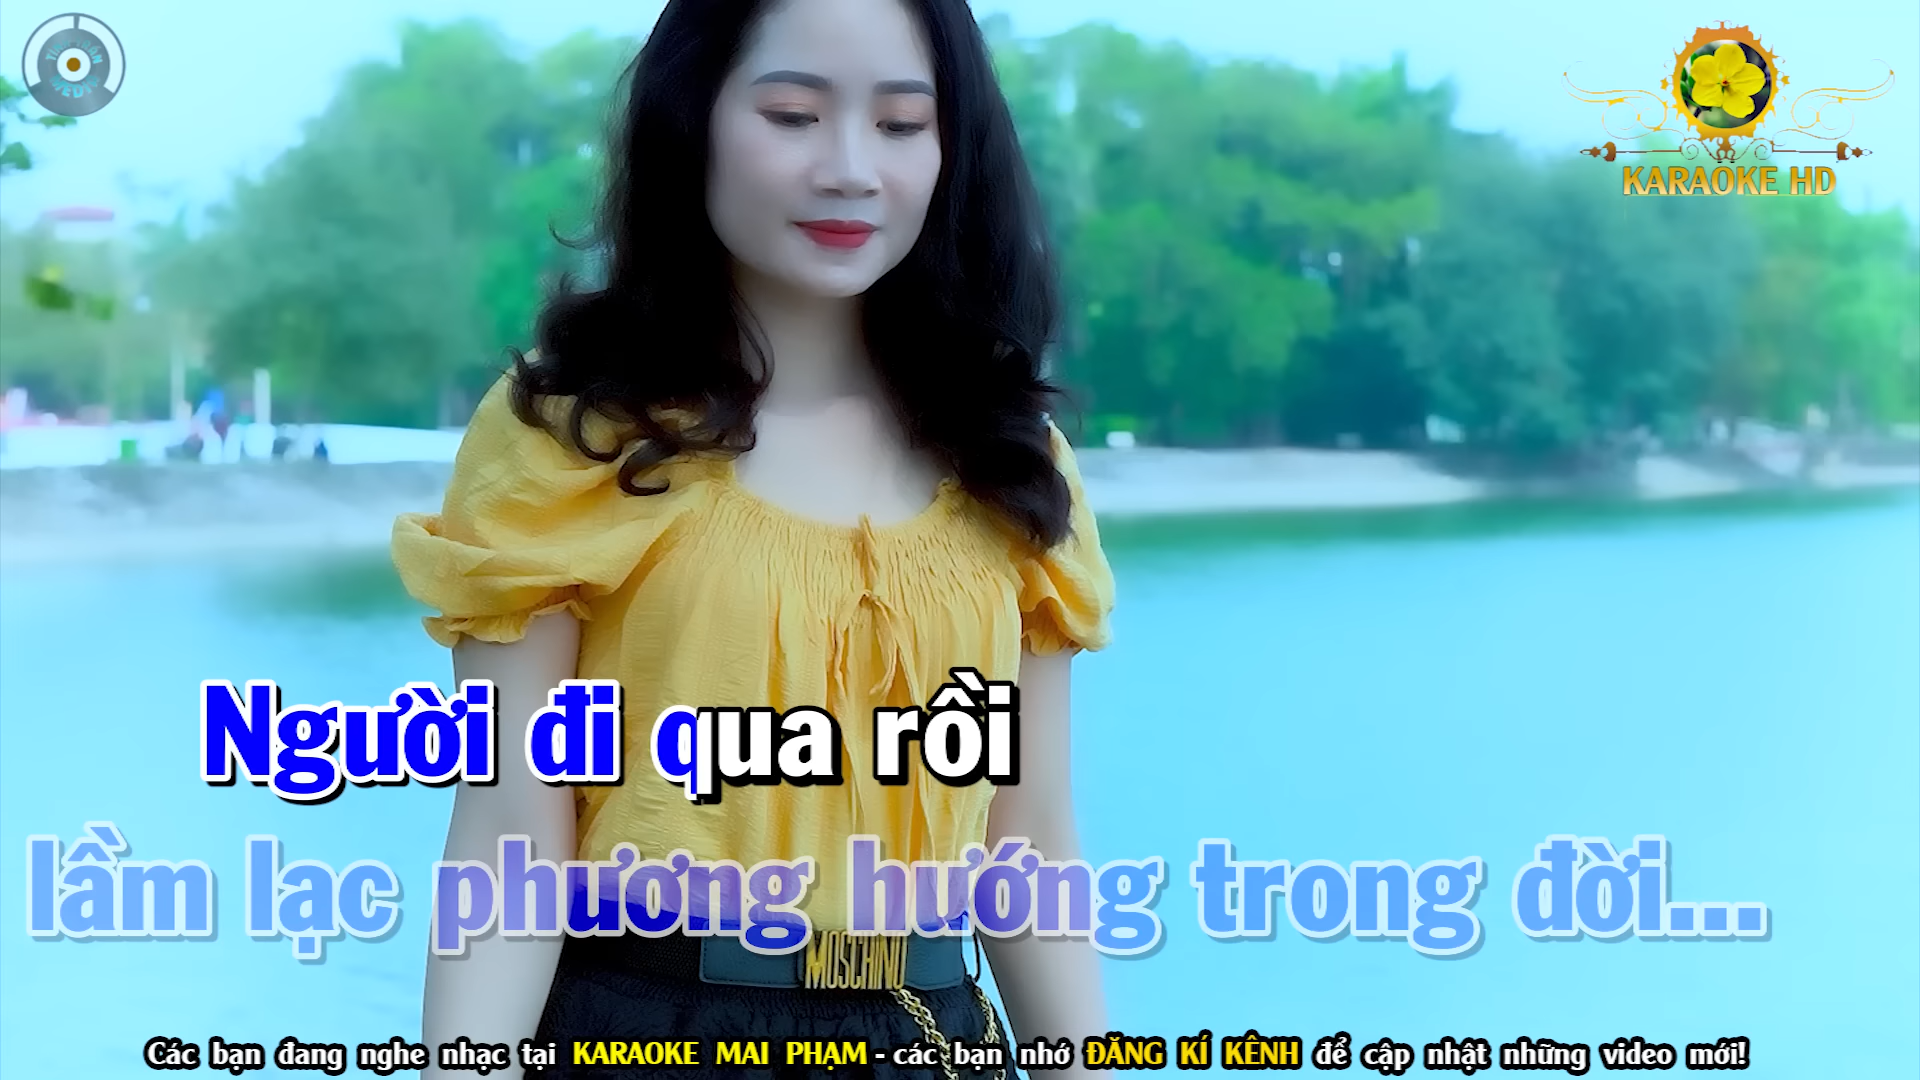 KARAOKE HD
Người đi qua rồi
lầm lạc phương hướng trong đời...
MOSCHINO
Các bạn đang nghe nhạc tại KARAOKE MAI PHẠM - các bạn nhớ ĐĂNG KÍ KÊNH để cập nhật những video mới!